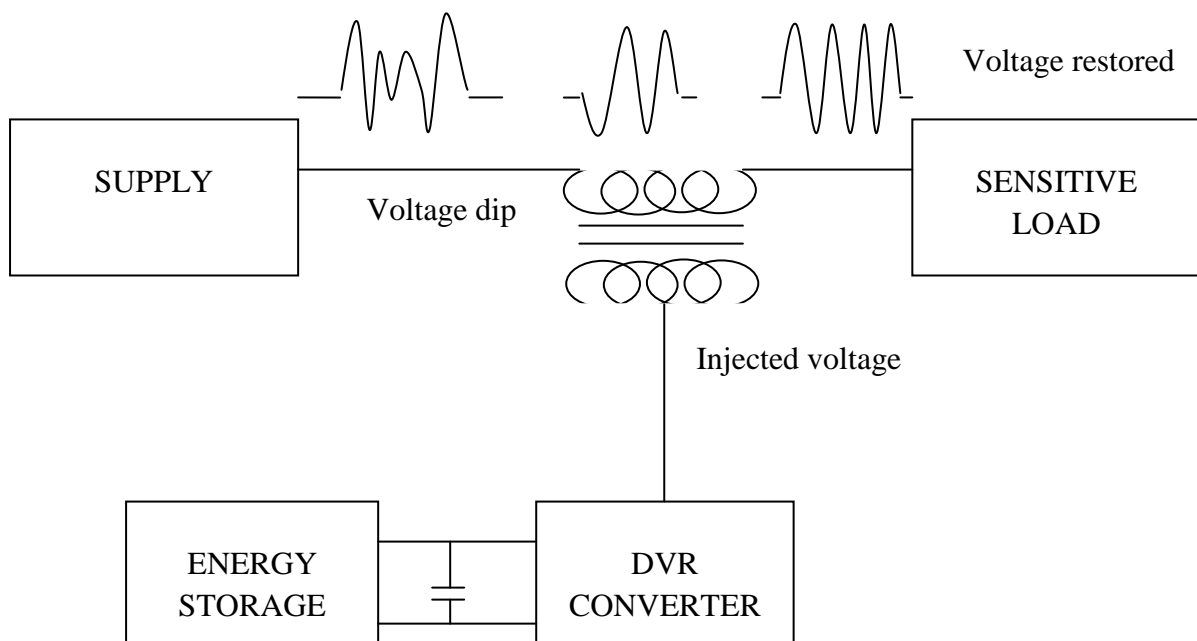 Voltage restored
SUPPLY
Voltage dip
SENSITIVE
LOAD
Injected voltage
ENERGY
STORAGE
DVR
CONVERTER